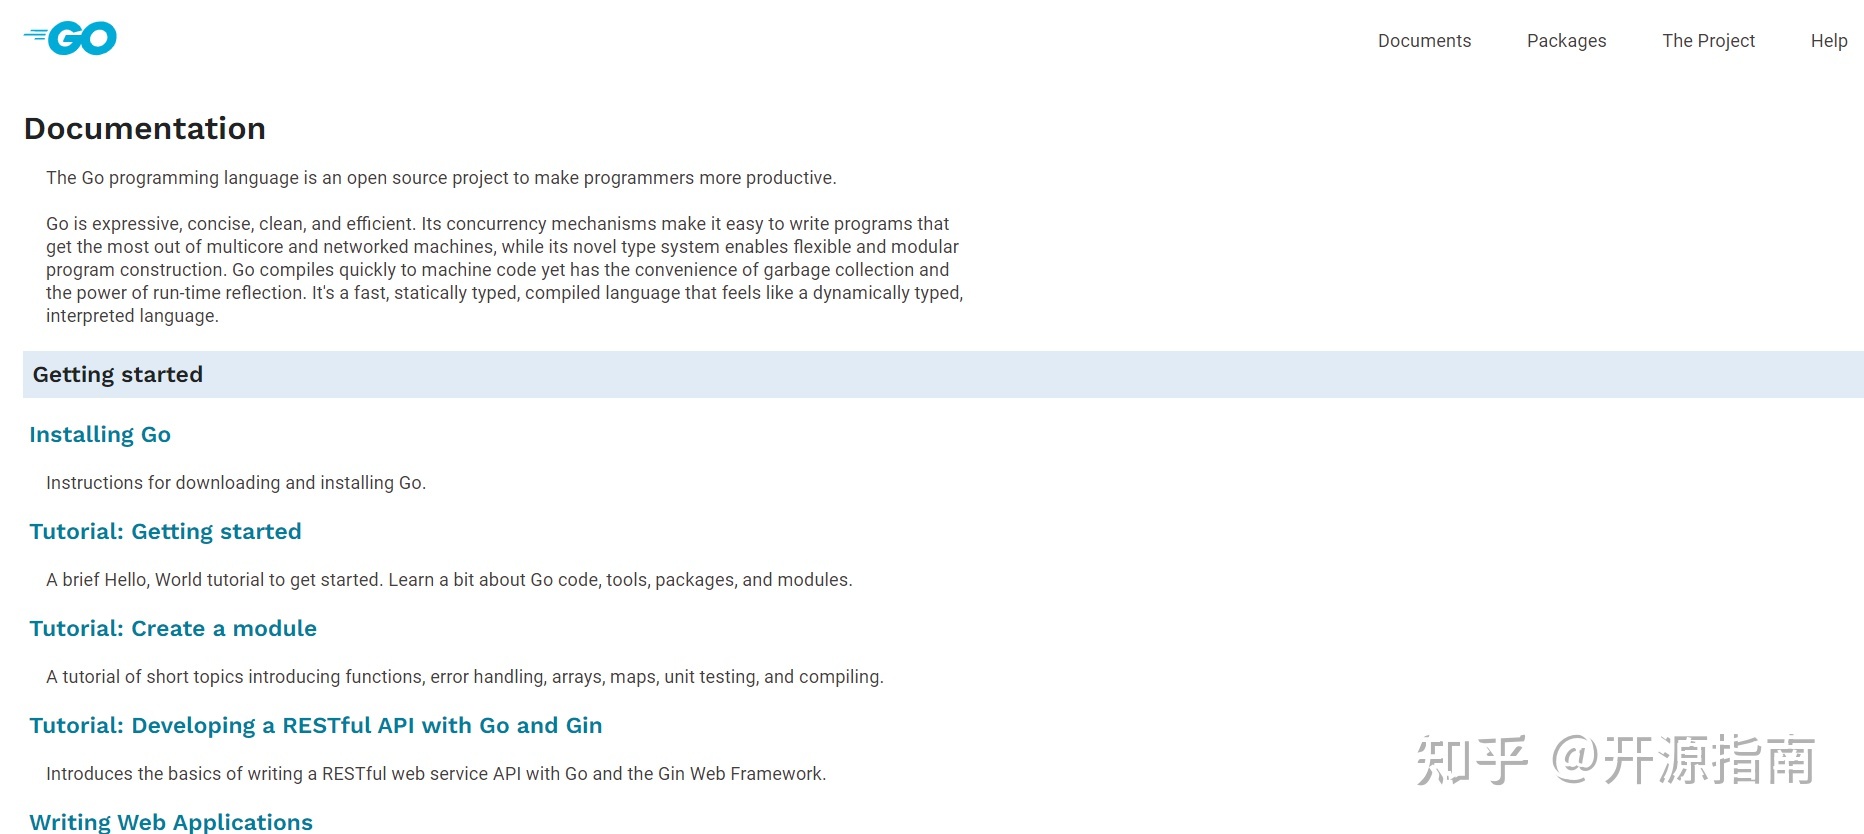 GO
Documents Packages The Project Help
Documentation
The Go programming language is an open source project to make programmers more productive.
Go is expressive, concise, clean, and efficient. Its concurrency mechanisms make it easy to write programs that
get the most out of multicore and networked machines, while its novel type system enables flexible and modular
program construction. Go compiles quickly to machine code yet has the convenience of garbage collection and
the power of run-time reflection. It's a fast, statically typed, compiled language that feels like a dynamically typed,
interpreted language.
Getting started
Installing Go
Instructions for downloading and installing Go.
Tutorial: Getting started
A brief Hello, World tutorial to get started. Learn a bit about Go code, tools, packages, and modules.
Tutorial: Create a module
A tutorial of short topics introducing functions, error handling, arrays, maps, unit testing, and compiling.
Tutorial: Developing a RESTful API with Go and Gin
Introduces the basics of writing a RESTful web service API with Go and the Gin Web Framework.
Writing Web Applications
知乎 @开源指南